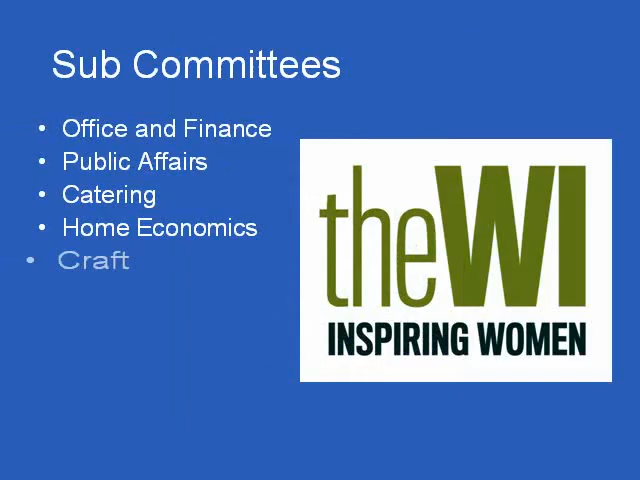 Sub Committees
• Office and Finance
• Public Affairs
• Catering
• Home Economics
• Craft
theWI
INSPIRING WOMEN